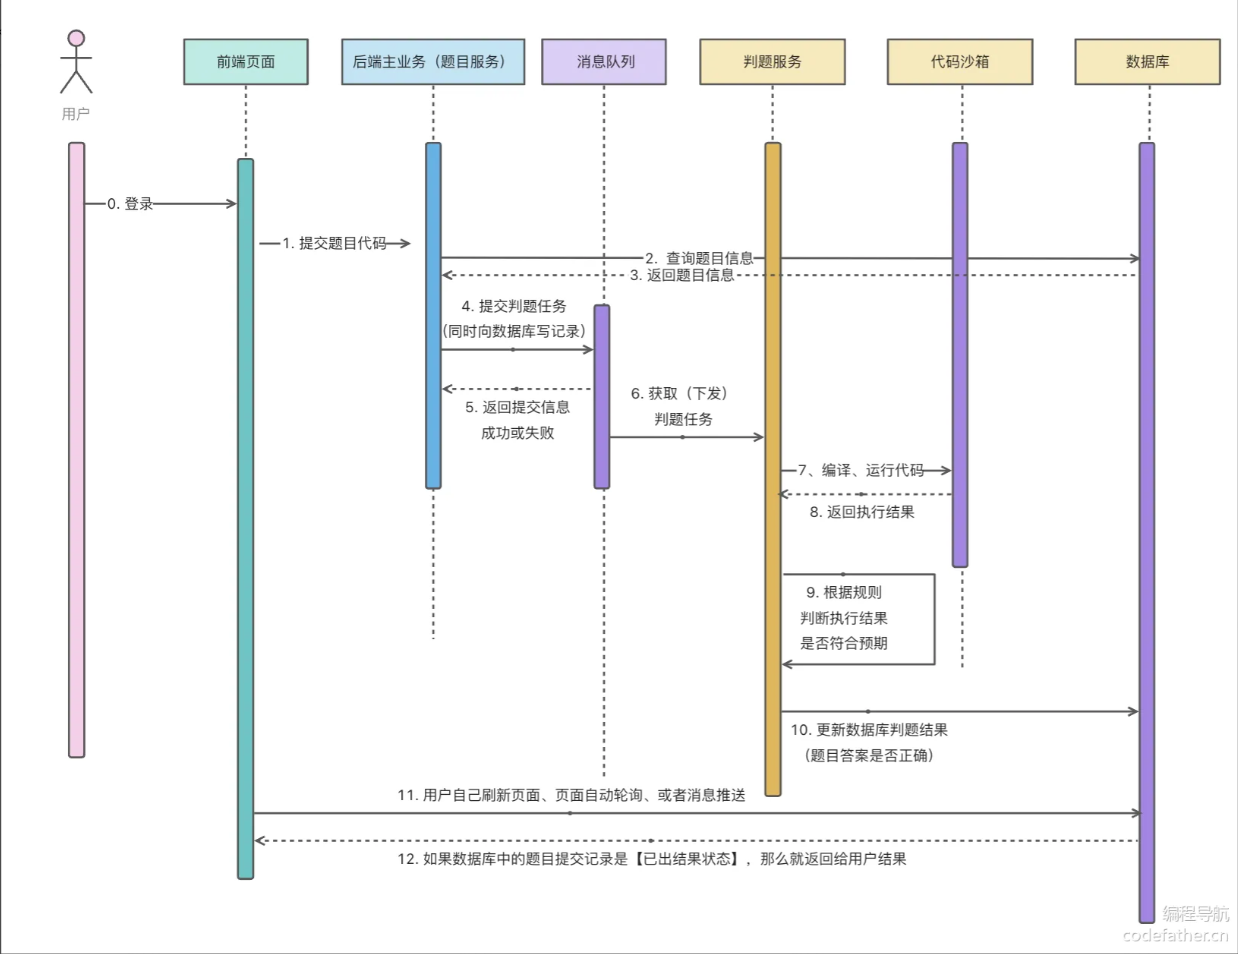 用户
前端页面
后端主业务（题目服务）
消息队列
判题服务
代码沙箱
数据库
0. 登录
1. 提交题目代码
2. 查询题目信息
3. 返回题目信息
4. 提交判题任务
（同时向数据库写记录）
5. 返回提交信息
成功或失败
6. 获取（下发）
判题任务
7、编译、运行代码
8. 返回执行结果
9. 根据规则
判断执行结果
是否符合预期
10. 更新数据库判题结果
（题目答案是否正确）
11. 用户自己刷新页面、页面自动轮询、或者消息推送
12. 如果数据库中的题目提交记录是【已出结果状态】，那么就返回给用户结果
编程导航
codefather.cn